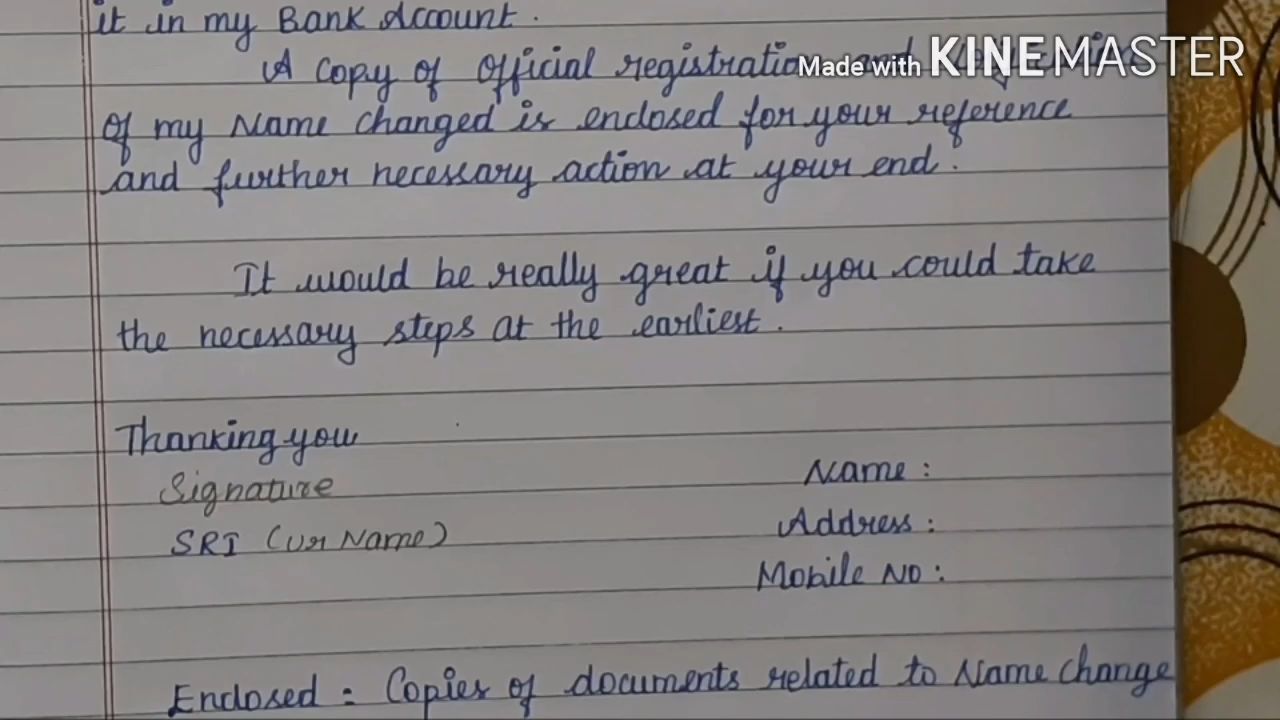 it in my Bank Account.
A copy of official registration
Made with KINEMASTER
of my Name changed is enclosed for your reference
and further necessary action at your end.
It would be really great if you could take
the necessary steps at the earliest.
Thanking you
Signature
SRI (ur Name)
Name :
Address :
Mobile No :
Enclosed : Copies of documents related to Name change